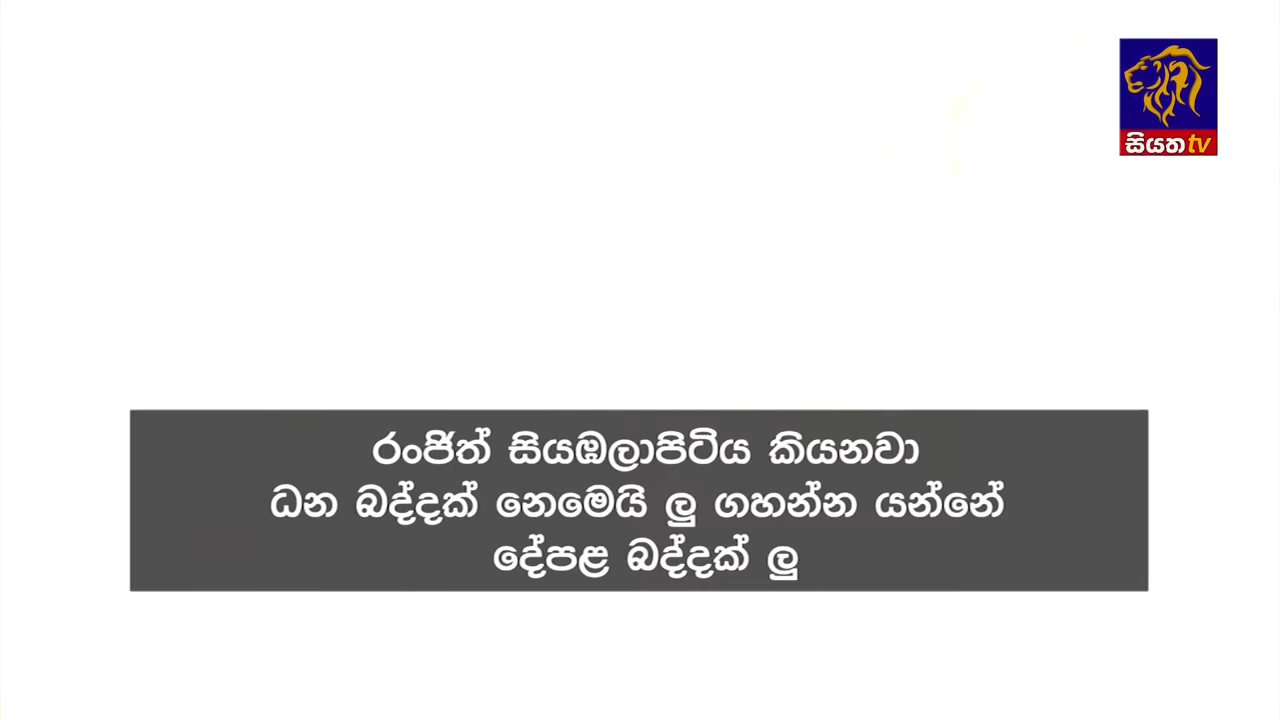 සියත tv
රංජිත් සියඹලාපිටිය කියනවා
ධන බද්දක් නෙමෙයි ලු ගහන්න යන්නේ
දේපළ බද්දක් ලු